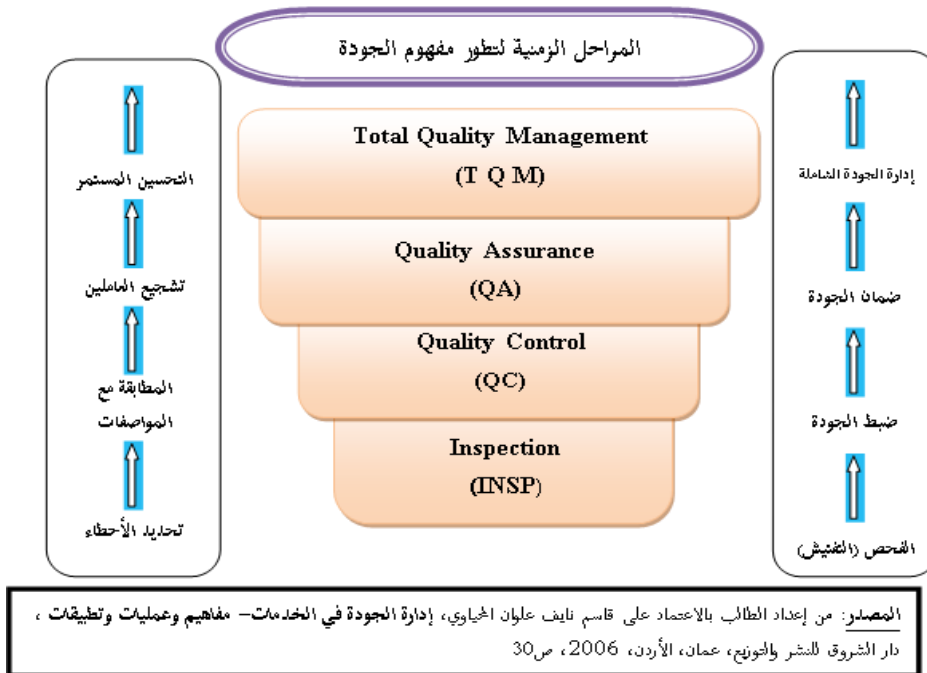 المراحل الزمنية لتطور مفهوم الجودة
إدارة الجودة الشاملة
ضمان الجودة
ضبط الجودة
الفحص (التفتيش)
Total Quality Management
(T Q M)
Quality Assurance
(QA)
Quality Control
(QC)
Inspection
(INSP)
التحسين المستمر
تشجيع العاملين
المطابقة مع
المواصفات
تحديد الأخطاء
المصدر: من إعداد الطالب بالاعتماد على قاسم نايف علوان المحياوي، إدارة الجودة في الخدمات– مفاهيم وعمليات وتطبيقات ،
دار الشروق للنشر والتوزيع، عمان، الأردن، 2006، ص30